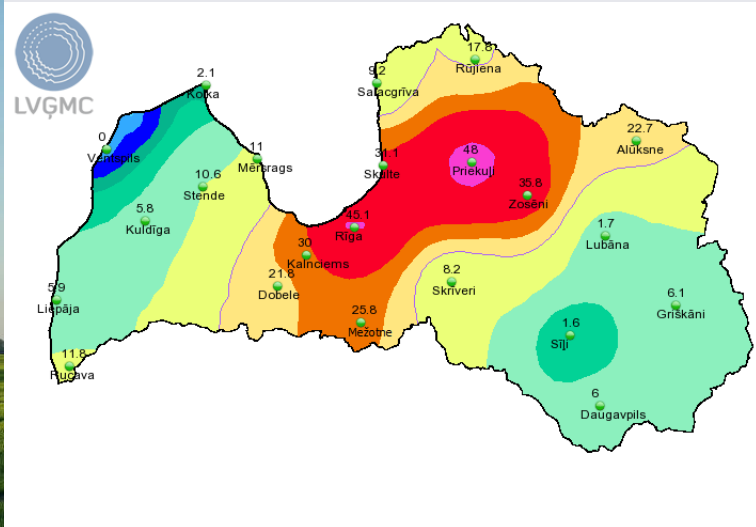 LVĢMC
17.8
Rūjiena
9.2
Salacgrīva
2.1
Kolka
0
Ventspils
22.7
Alūksne
11
Mērsrags
31.1
Skulte
48
Priekuļi
10.6
Stende
35.8
Zosēni
5.8
Kuldīga
45.1
Rīga
1.7
Lubāna
30
Kalnciems
21.8
Dobele
8.2
Skrīveri
5.9
Liepāja
6.1
Griškāni
25.8
Mežotne
1.6
Sīļi
11.8
Rucava
6
Daugavpils